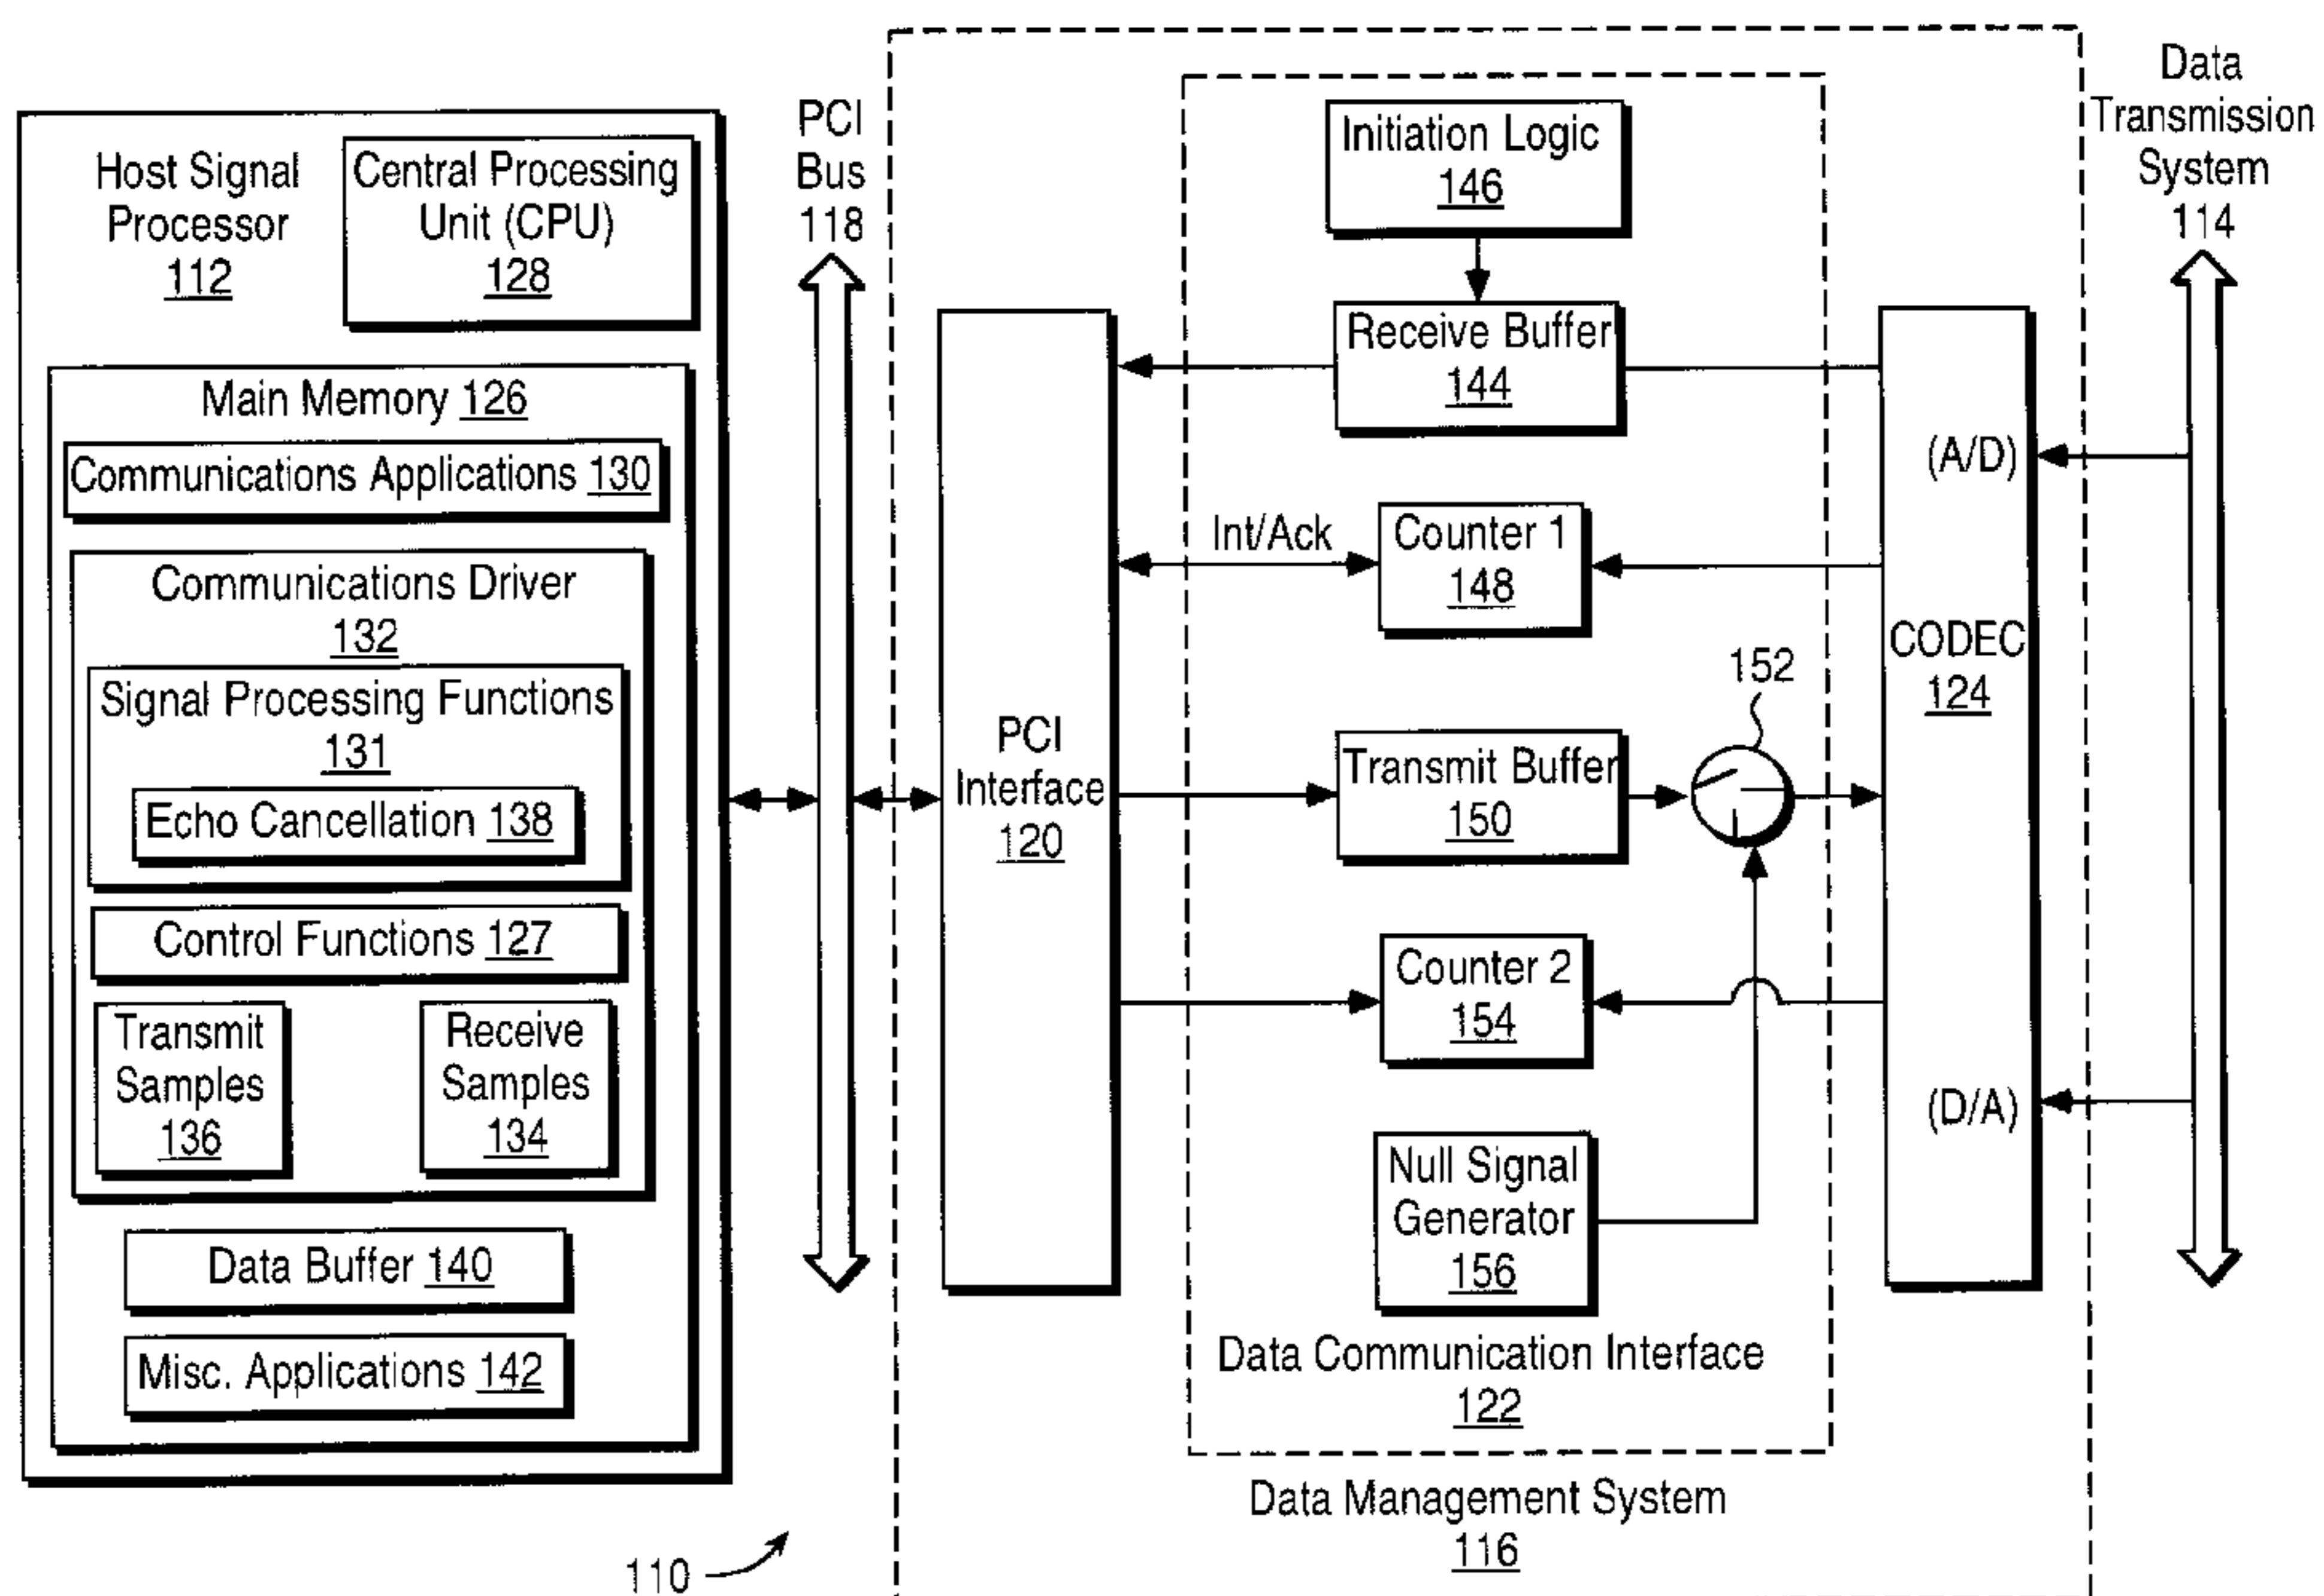 Host Signal
Processor
112
Central Processing
Unit (CPU)
128
Main Memory 126
Communications Applications 130
Communications Driver
132
Signal Processing Functions
131
Echo Cancellation 138
Control Functions 127
Transmit
Samples
136
Receive
Samples
134
Data Buffer 140
Misc. Applications 142
PCI
Bus
118
110
PCI
Interface
120
Initiation Logic
146
Receive Buffer
144
Int/Ack
Counter 1
148
Transmit Buffer
150
152
Counter 2
154
Null Signal
Generator
156
Data Communication Interface
122
Data Management System
116
(A/D)
CODEC
124
(D/A)
Data
Transmission
System
114